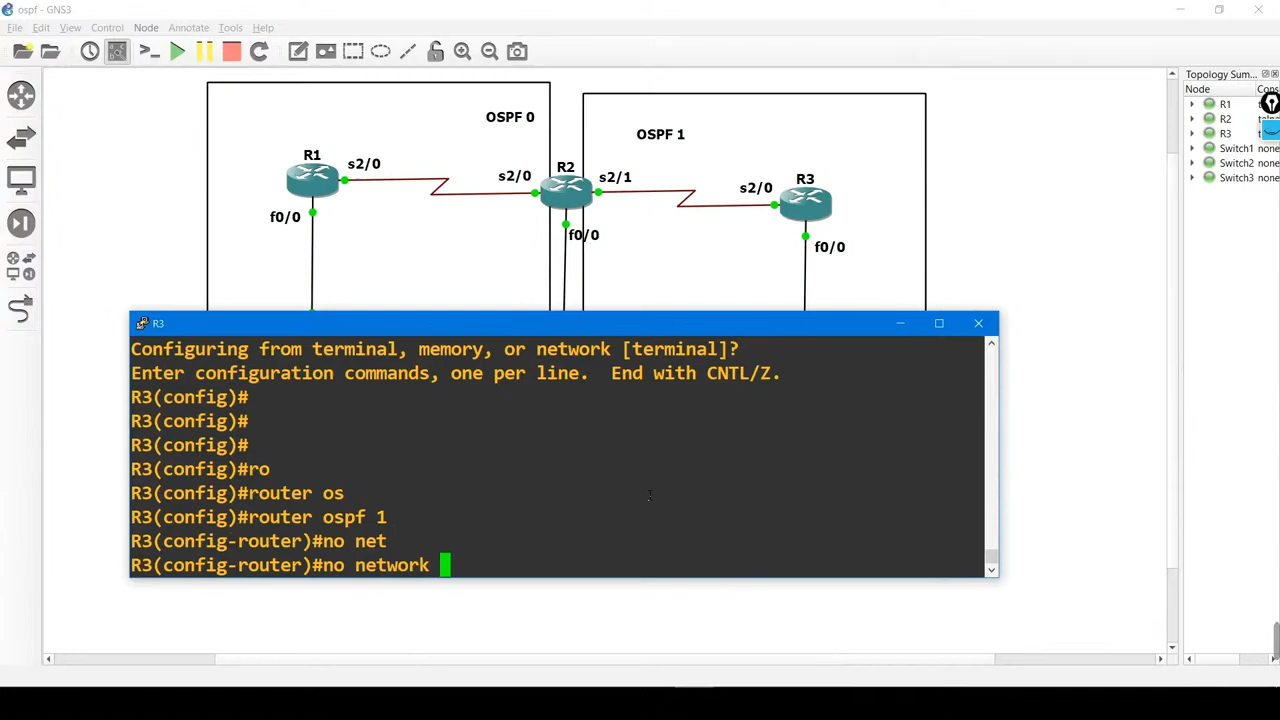 ospf - GNS3
File Edit View Control Node Annotate Tools Help
Topology Sum...
Node Cons
R1
R2
R3
Switch1 none
Switch2 none
Switch3 none
OSPF 0
OSPF 1
R1
s2/0
s2/0
R2
s2/1
s2/0
R3
f0/0
f0/0
f0/0
R3
Configuring from terminal, memory, or network [terminal]?
Enter configuration commands, one per line.  End with CNTL/Z.
R3(config)#
R3(config)#
R3(config)#
R3(config)#ro
R3(config)#router os
R3(config)#router ospf 1
R3(config-router)#no net
R3(config-router)#no network